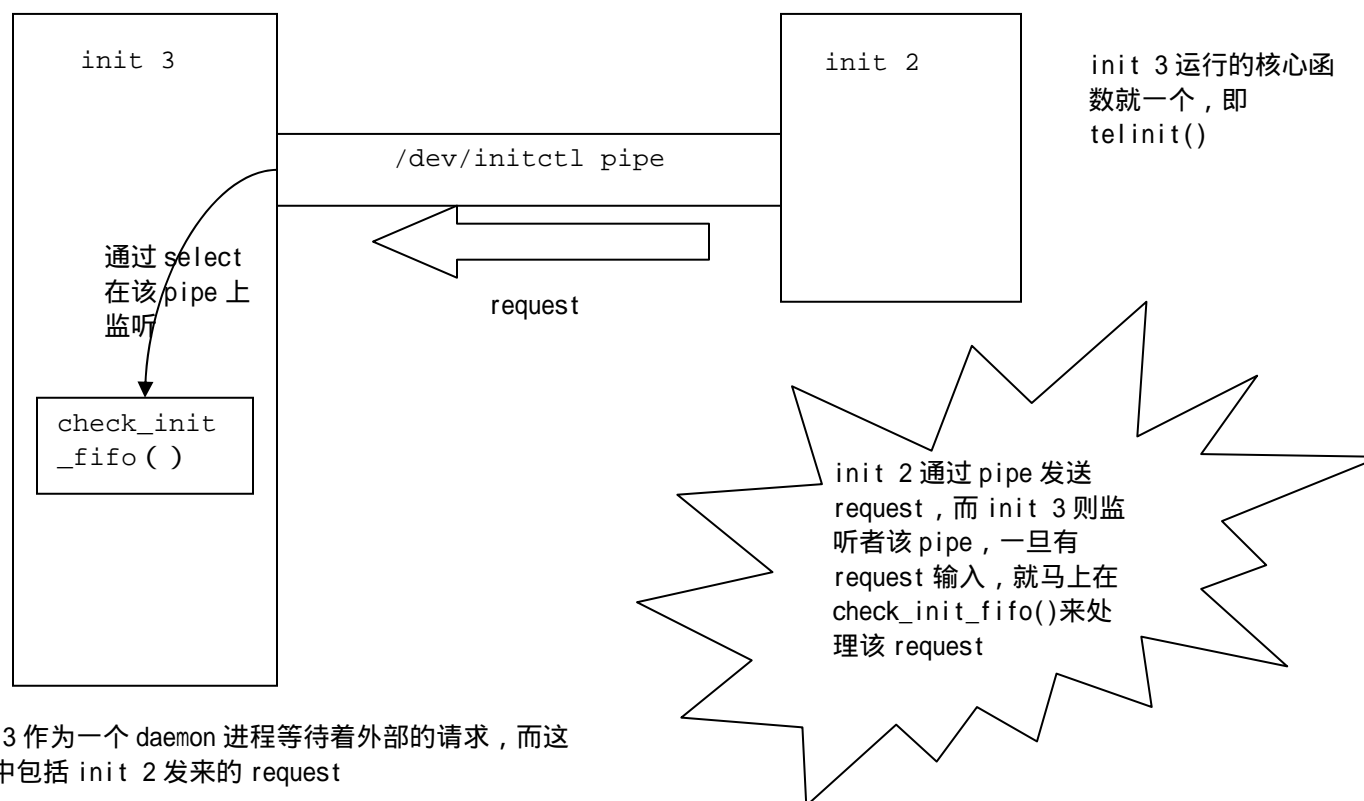 init 3
init 2
init 3 运行的核心函
数就一个，即
telinit()
/dev/initctl pipe
通过 select
在该 pipe 上
监听
request
check_init
_fifo（）
init 2 通过 pipe 发送
request，而 init 3 则监
听者该 pipe，一旦有
request 输入，就马上在
check_init_fifo()来处
理该 request
3 作为一个 daemon 进程等待着外部的请求，而这
中包括 init 2 发来的 request